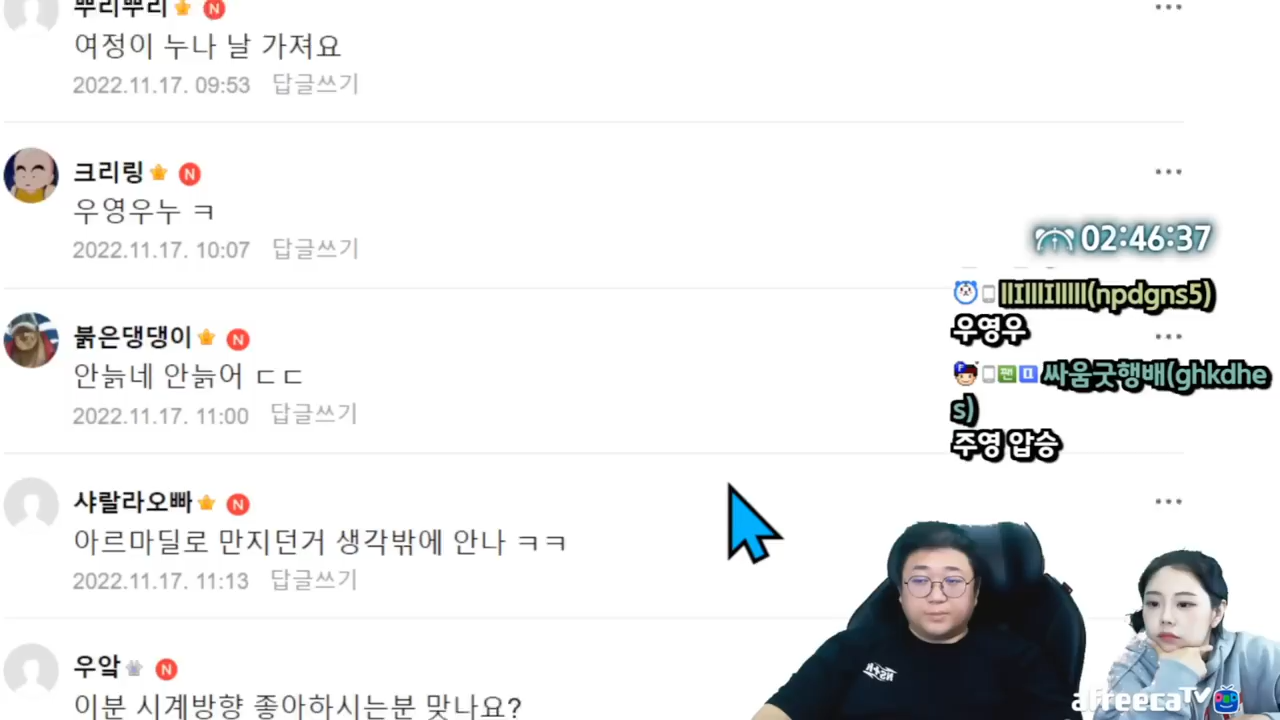 뿌리뿌리 N
여정이 누나 날 가져요
2022.11.17. 09:53 답글쓰기
크리링 N
우영우누 ㅋ
2022.11.17. 10:07 답글쓰기
02:46:37
llIlllIlllll(npdgns5)
우영우
붉은댕댕이 N
안늙네 안늙어 ㄷㄷ
2022.11.17. 11:00 답글쓰기
F 팬 싸움굿행배(ghkdhe
s)
주영 압승
샤랄라오빠 N
아르마딜로 만지던거 생각밖에 안나 ㅋㅋ
2022.11.17. 11:13 답글쓰기
우앜 N
이분 시계방향 좋아하시는분 맞나요?
afreecaTV